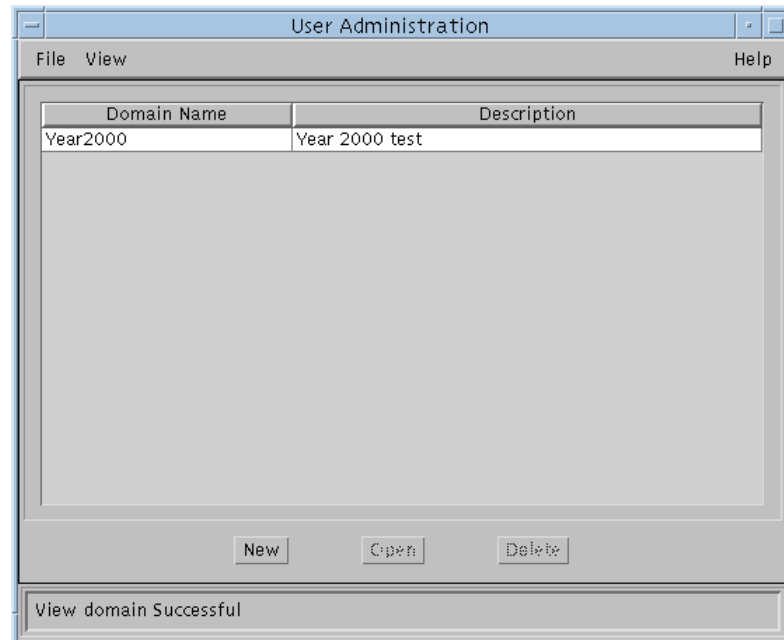 User Administration
File View Help
Domain Name Description
Year2000 Year 2000 test
New Open Delete
View domain Successful